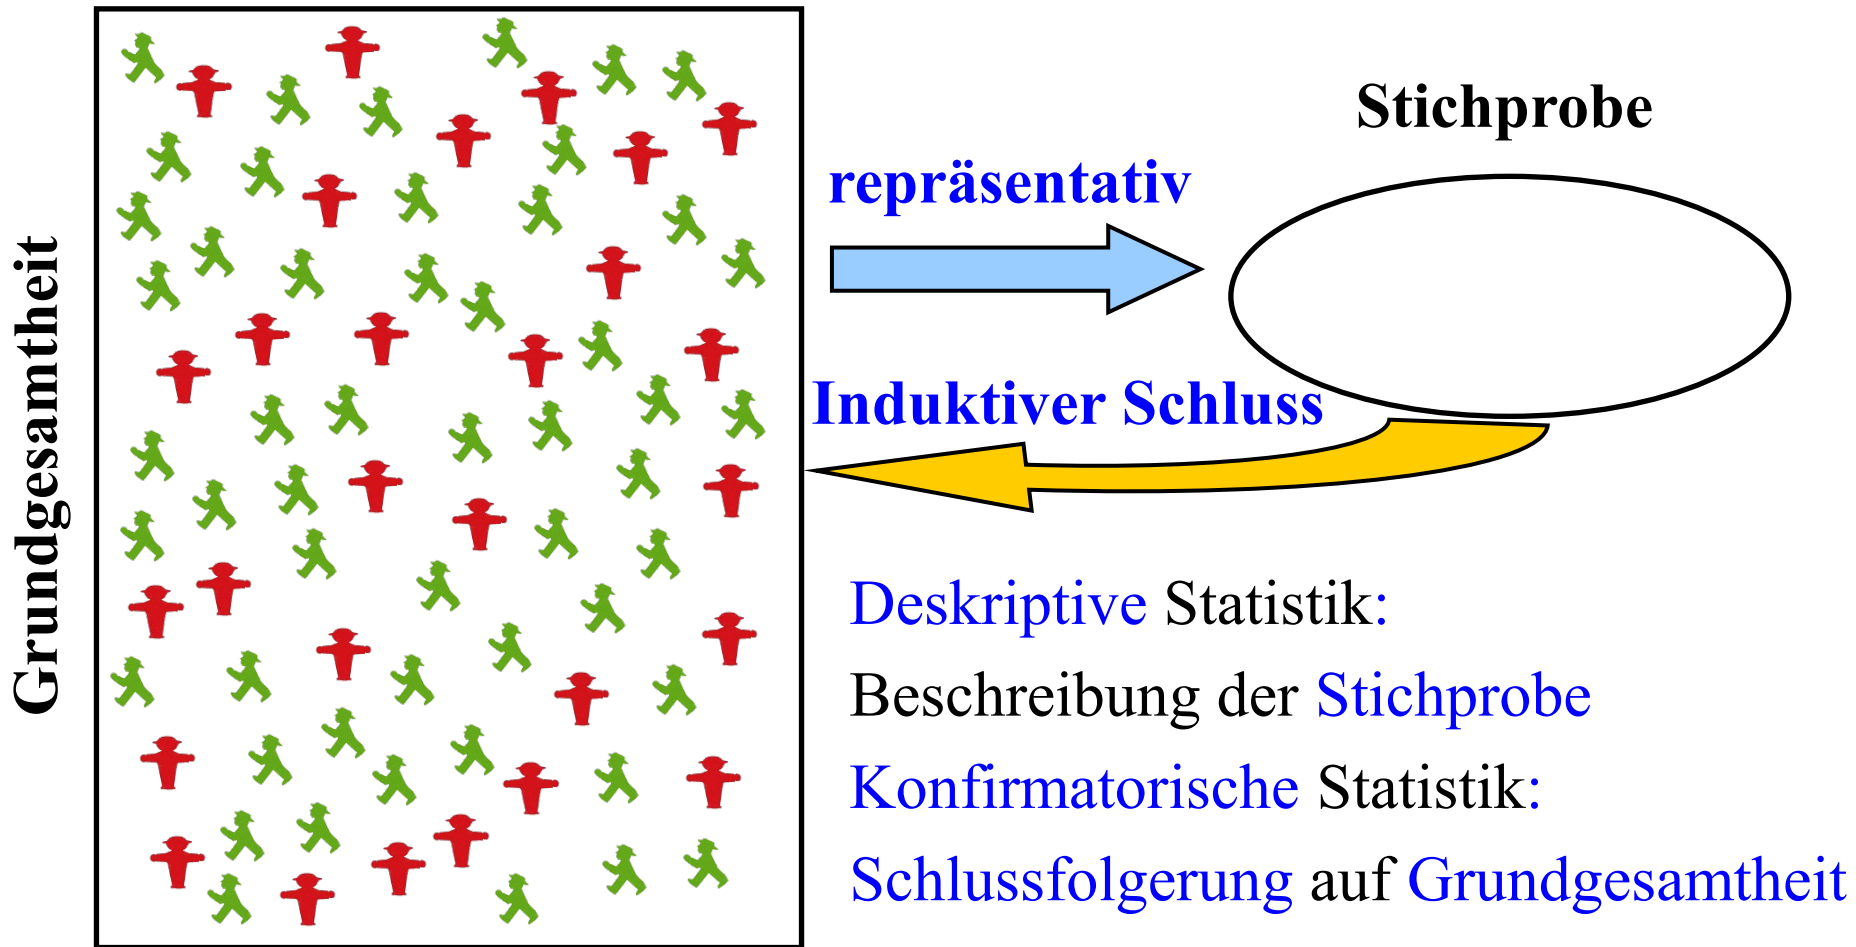 Grundgesamtheit
Stichprobe
repräsentativ
Induktiver Schluss
Deskriptive Statistik:
Beschreibung der Stichprobe
Konfirmatorische Statistik:
Schlussfolgerung auf Grundgesamtheit